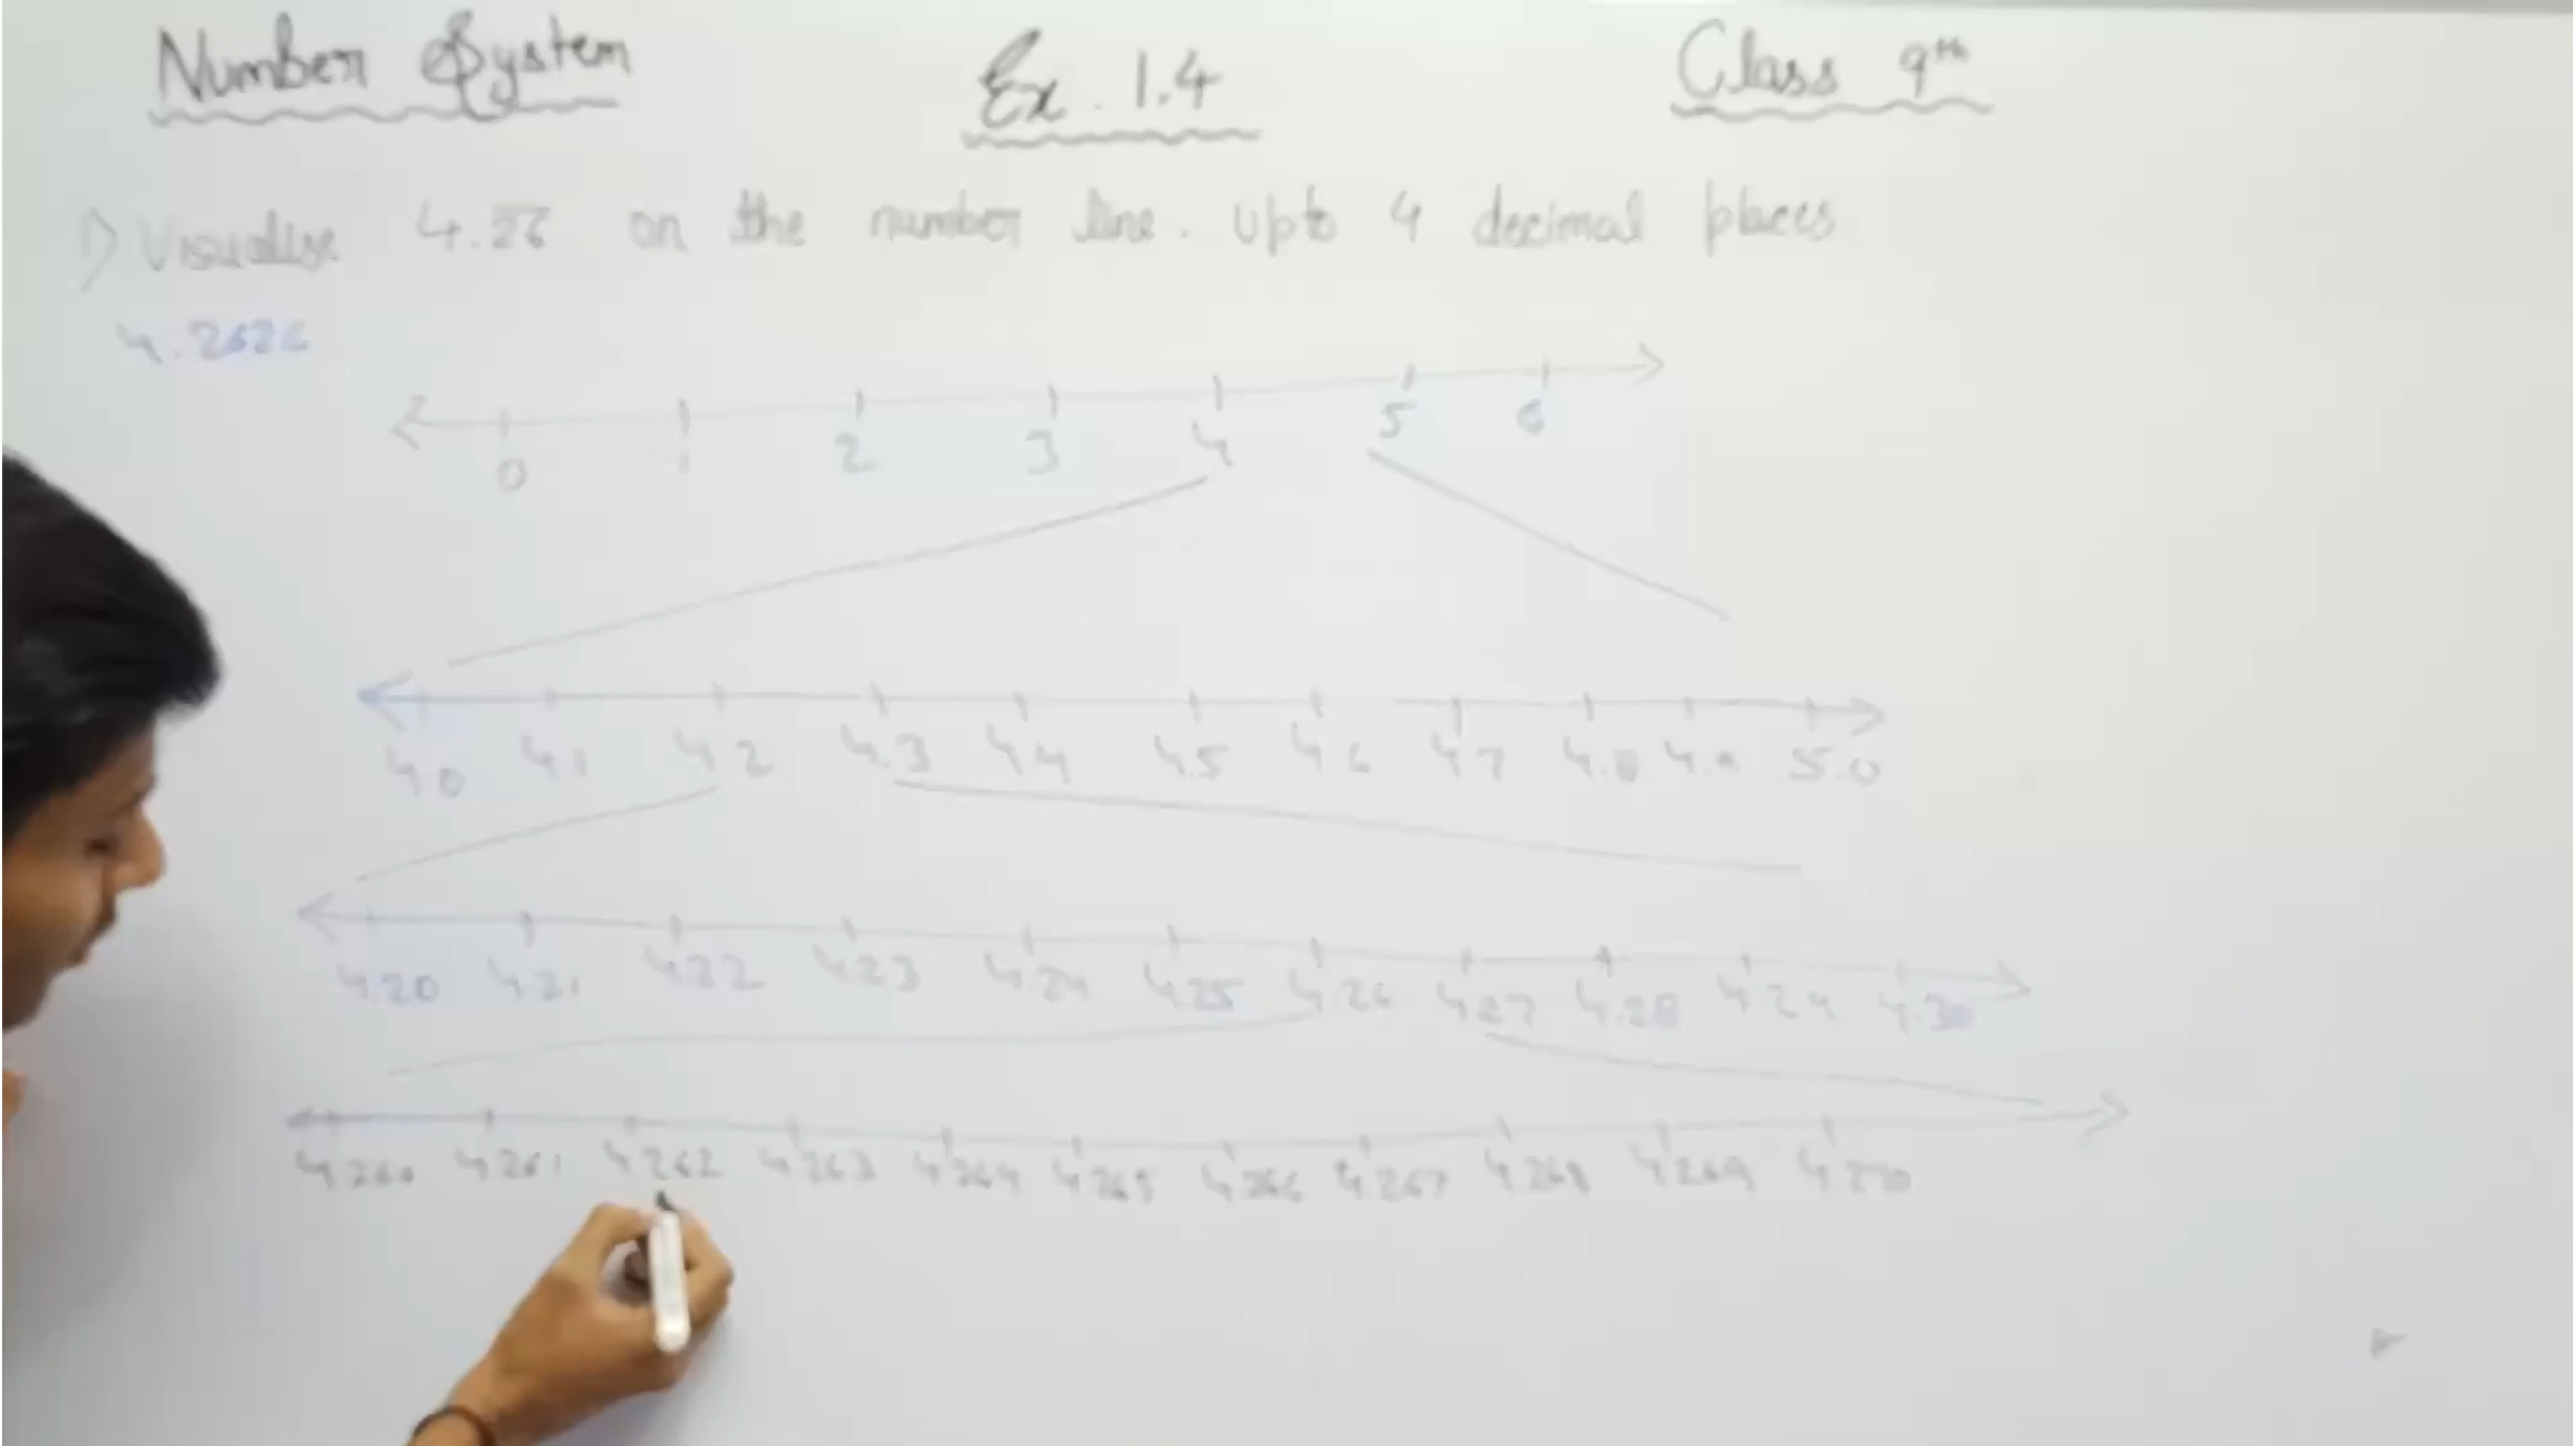 Number System Ex. 1.4 Class 9th
1) Visualise 4.2̅6̅ on the number line. upto 4 decimal places
4.2626
0 1 2 3 4 5 6
4.0 4.1 4.2 4.3 4.4 4.5 4.6 4.7 4.8 4.9 5.0
4.20 4.21 4.22 4.23 4.24 4.25 4.26 4.27 4.28 4.29 4.30
4.260 4.261 4.262 4.263 4.264 4.265 4.266 4.267 4.268 4.269 4.270